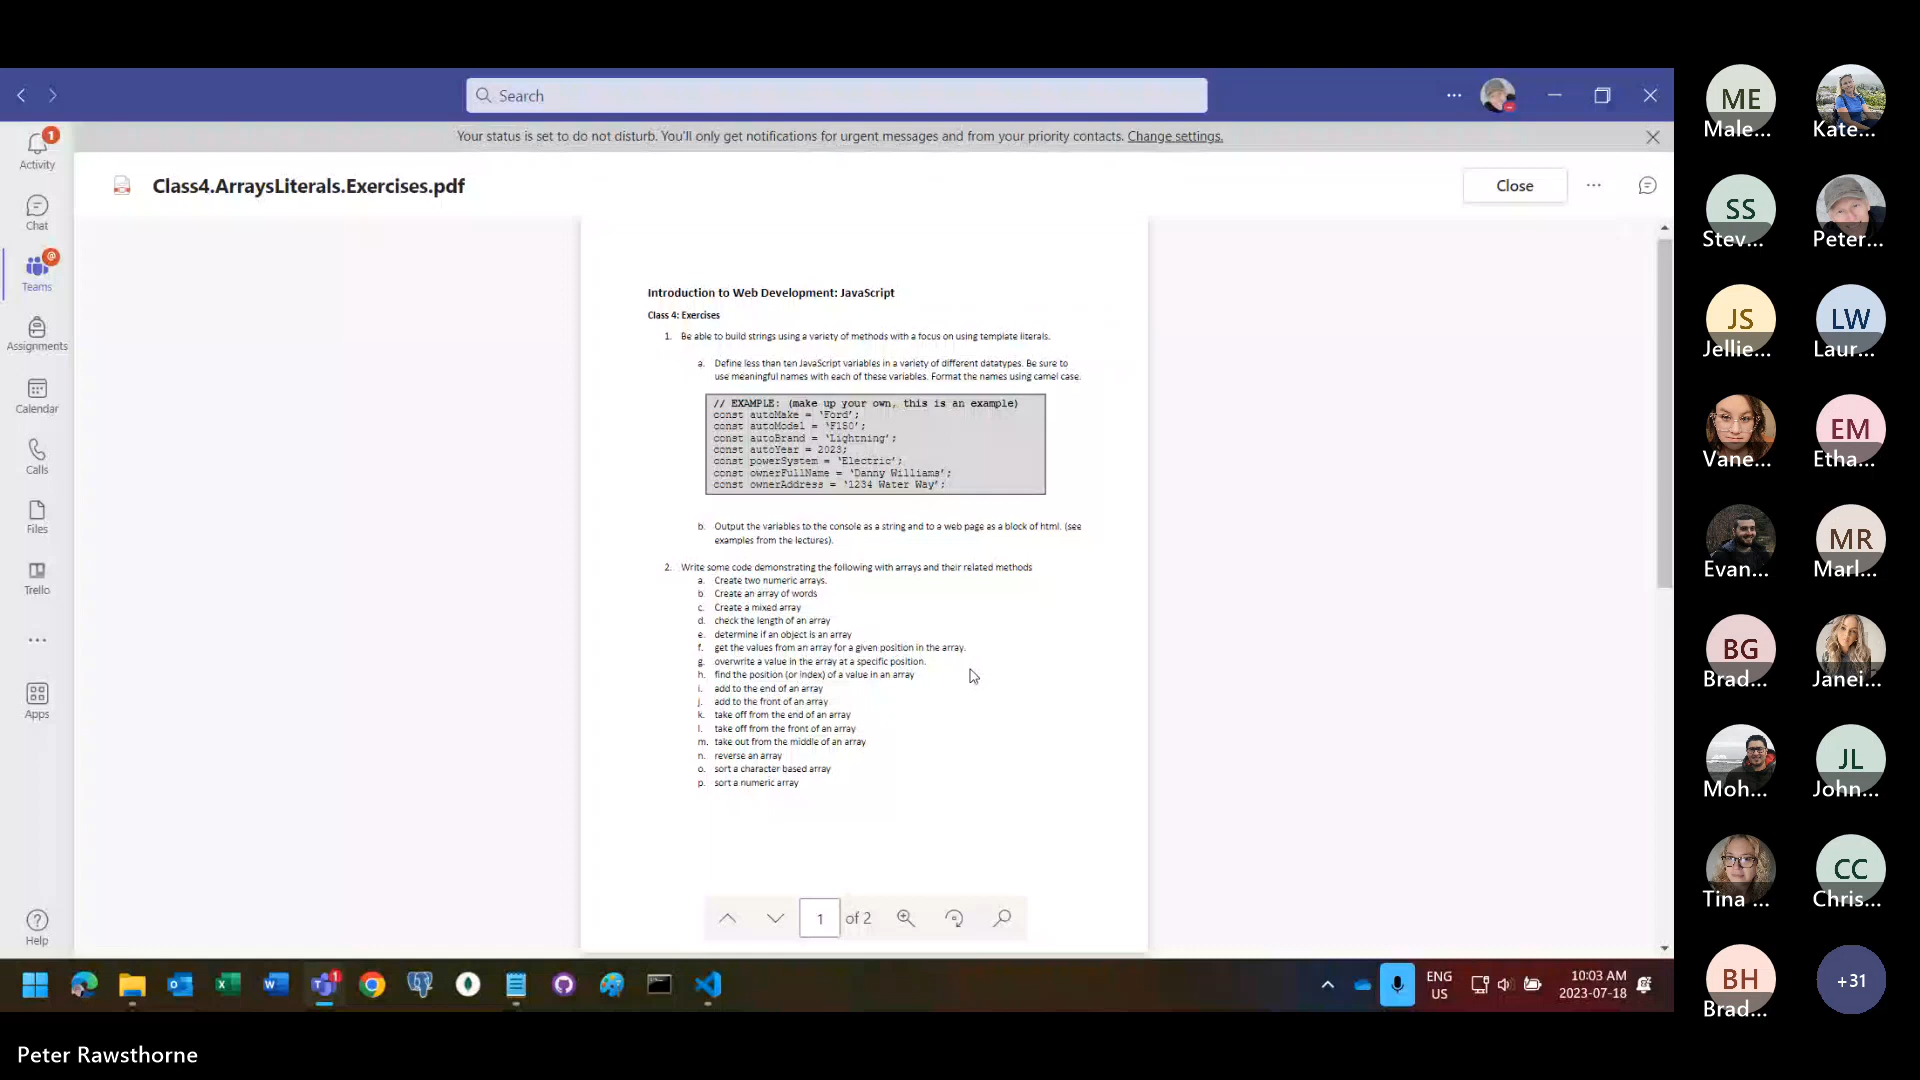 Search
Your status is set to do not disturb. You'll only get notifications for urgent messages and from your priority contacts. Change settings.
1
Activity
Chat
@
Teams
Assignments
Calendar
Calls
Files
Trello
Apps
Help
Class4.ArraysLiterals.Exercises.pdf
Close
Introduction to Web Development: JavaScript
Class 4: Exercises
1. Be able to build strings using a variety of methods with a focus on using template literals.
a. Define less than ten JavaScript variables in a variety of different datatypes. Be sure to
use meaningful names with each of these variables. Format the names using camel case.
// EXAMPLE: (make up your own, this is an example)
const autoMake = 'Ford';
const autoModel = 'F150';
const autoBrand = 'Lightning';
const autoYear = 2023;
const powerSystem = 'Electric';
const ownerFullName = 'Danny Williams';
const ownerAddress = '1234 Water Way';
b. Output the variables to the console as a string and to a web page as a block of html. (see
examples from the lectures).
2. Write some code demonstrating the following with arrays and their related methods
a. Create two numeric arrays.
b. Create an array of words
c. Create a mixed array
d. check the length of an array
e. determine if an object is an array
f. get the values from an array for a given position in the array.
g. overwrite a value in the array at a specific position.
h. find the position (or index) of a value in an array
i. add to the end of an array
j. add to the front of an array
k. take off from the end of an array
l. take off from the front of an array
m. take out from the middle of an array
n. reverse an array
o. sort a character based array
p. sort a numeric array
1 of 2
ENG
US
10:03 AM
2023-07-18
Peter Rawsthorne
ME
Male...
Kate...
SS
Stev...
Peter...
JS
Jellie...
LW
Laur...
Vane...
EM
Etha...
Evan...
MR
Marl...
BG
Brad...
Janei...
Moh...
JL
John...
Tina ...
CC
Chris...
BH
Brad...
+31